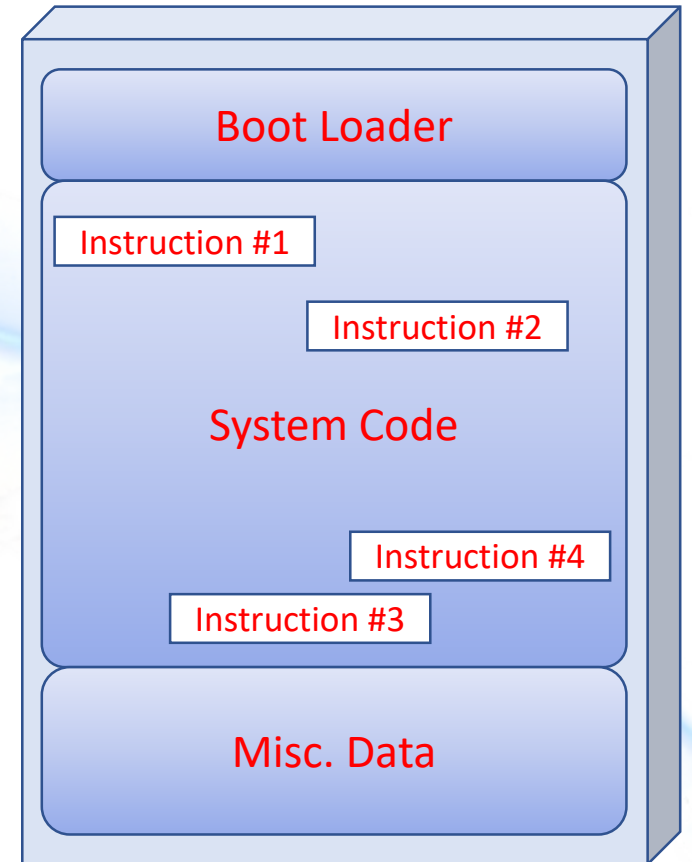 Boot Loader
Instruction #1
Instruction #2
System Code
Instruction #4
Instruction #3
Misc. Data